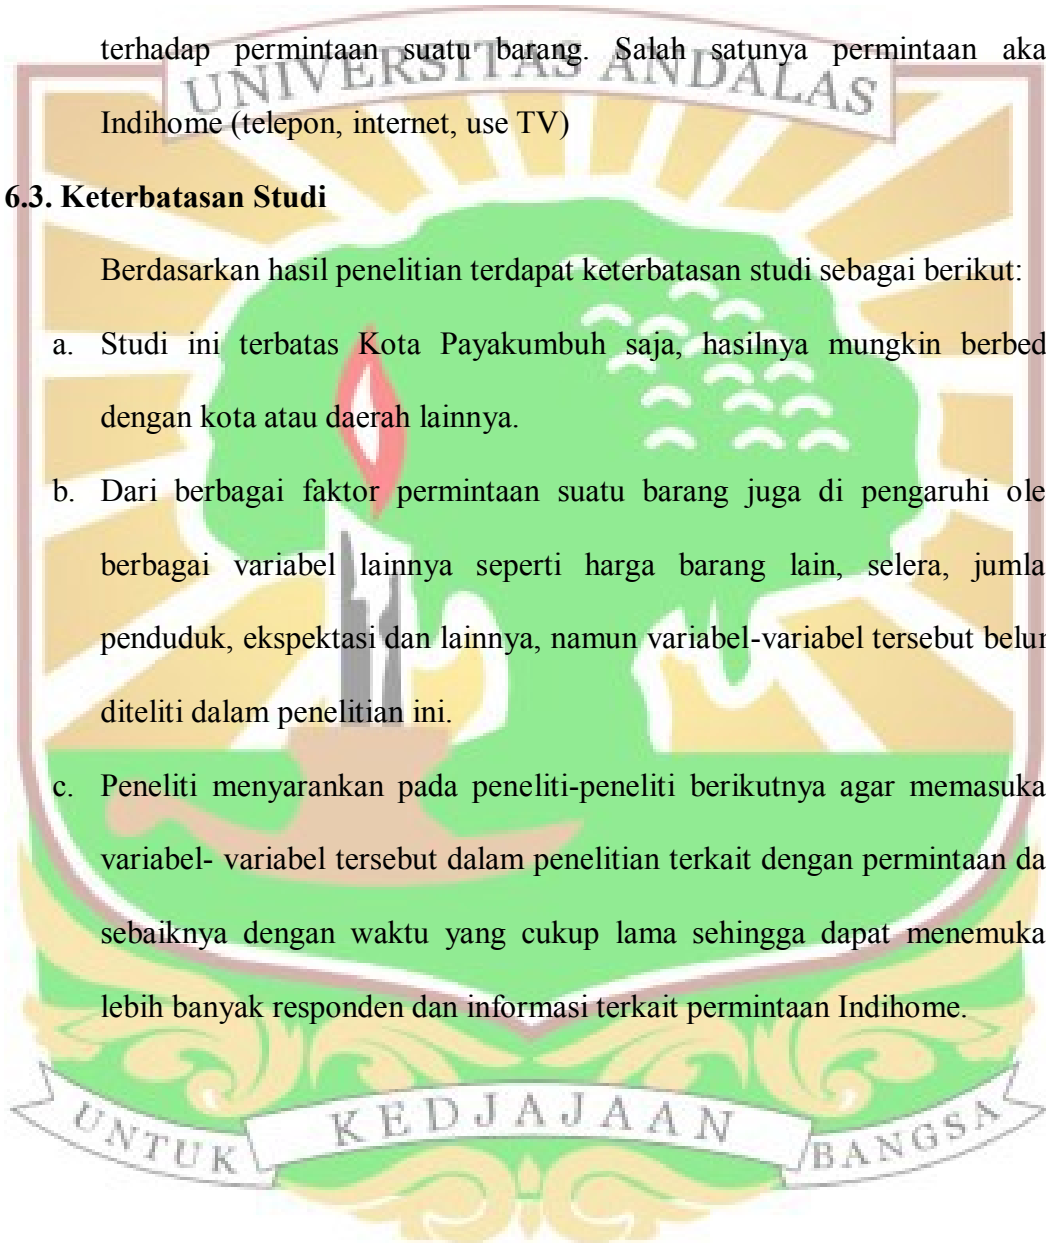 terhadap permintaan suatu barang. Salah satunya permintaan aka
UNIVERSITAS ANDALAS
Indihome (telepon, internet, use TV)
6.3. Keterbatasan Studi
Berdasarkan hasil penelitian terdapat keterbatasan studi sebagai berikut:
a. Studi ini terbatas Kota Payakumbuh saja, hasilnya mungkin berbed
dengan kota atau daerah lainnya.
b. Dari berbagai faktor permintaan suatu barang juga di pengaruhi ole
berbagai variabel lainnya seperti harga barang lain, selera, jumla
penduduk, ekspektasi dan lainnya, namun variabel-variabel tersebut belu
diteliti dalam penelitian ini.
c. Peneliti menyarankan pada peneliti-peneliti berikutnya agar memasuka
variabel- variabel tersebut dalam penelitian terkait dengan permintaan da
sebaiknya dengan waktu yang cukup lama sehingga dapat menemuka
lebih banyak responden dan informasi terkait permintaan Indihome.
UNTUK KEDJAJAAN BANGSA